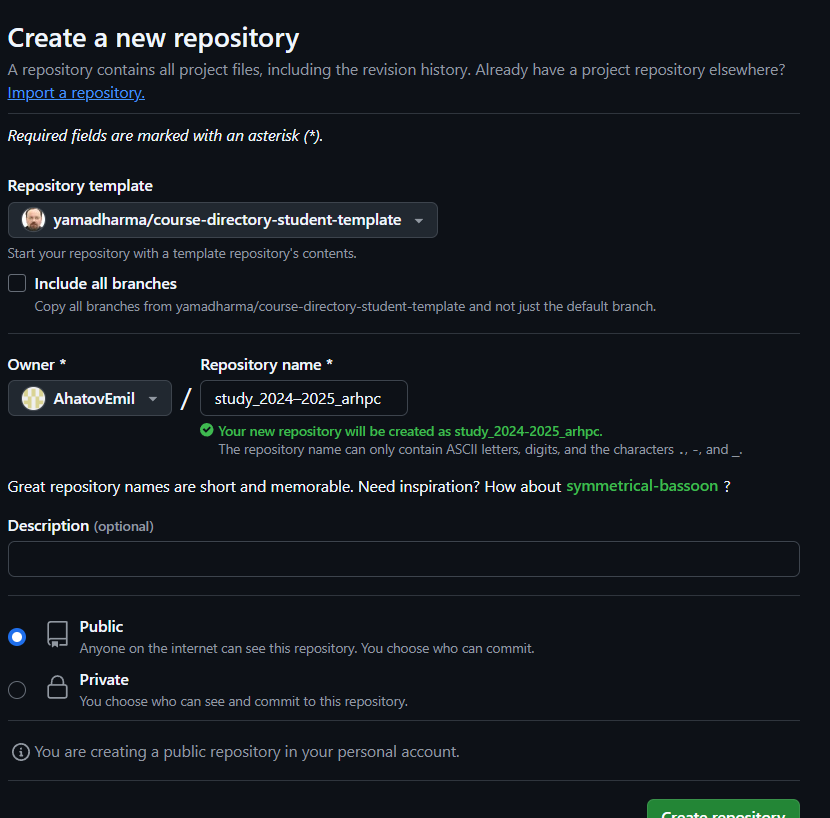 Create a new repository
A repository contains all project files, including the revision history. Already have a project repository elsewhere?
Import a repository.
Required fields are marked with an asterisk (*).
Repository template
yamadharma/course-directory-student-template
Start your repository with a template repository's contents.
Include all branches
Copy all branches from yamadharma/course-directory-student-template and not just the default branch.
Owner * Repository name *
AhatovEmil / study_2024–2025_arhpc
Your new repository will be created as study_2024-2025_arhpc.
The repository name can only contain ASCII letters, digits, and the characters ., -, and _.
Great repository names are short and memorable. Need inspiration? How about symmetrical-bassoon ?
Description (optional)
Public
Anyone on the internet can see this repository. You choose who can commit.
Private
You choose who can see and commit to this repository.
You are creating a public repository in your personal account.
Create repository